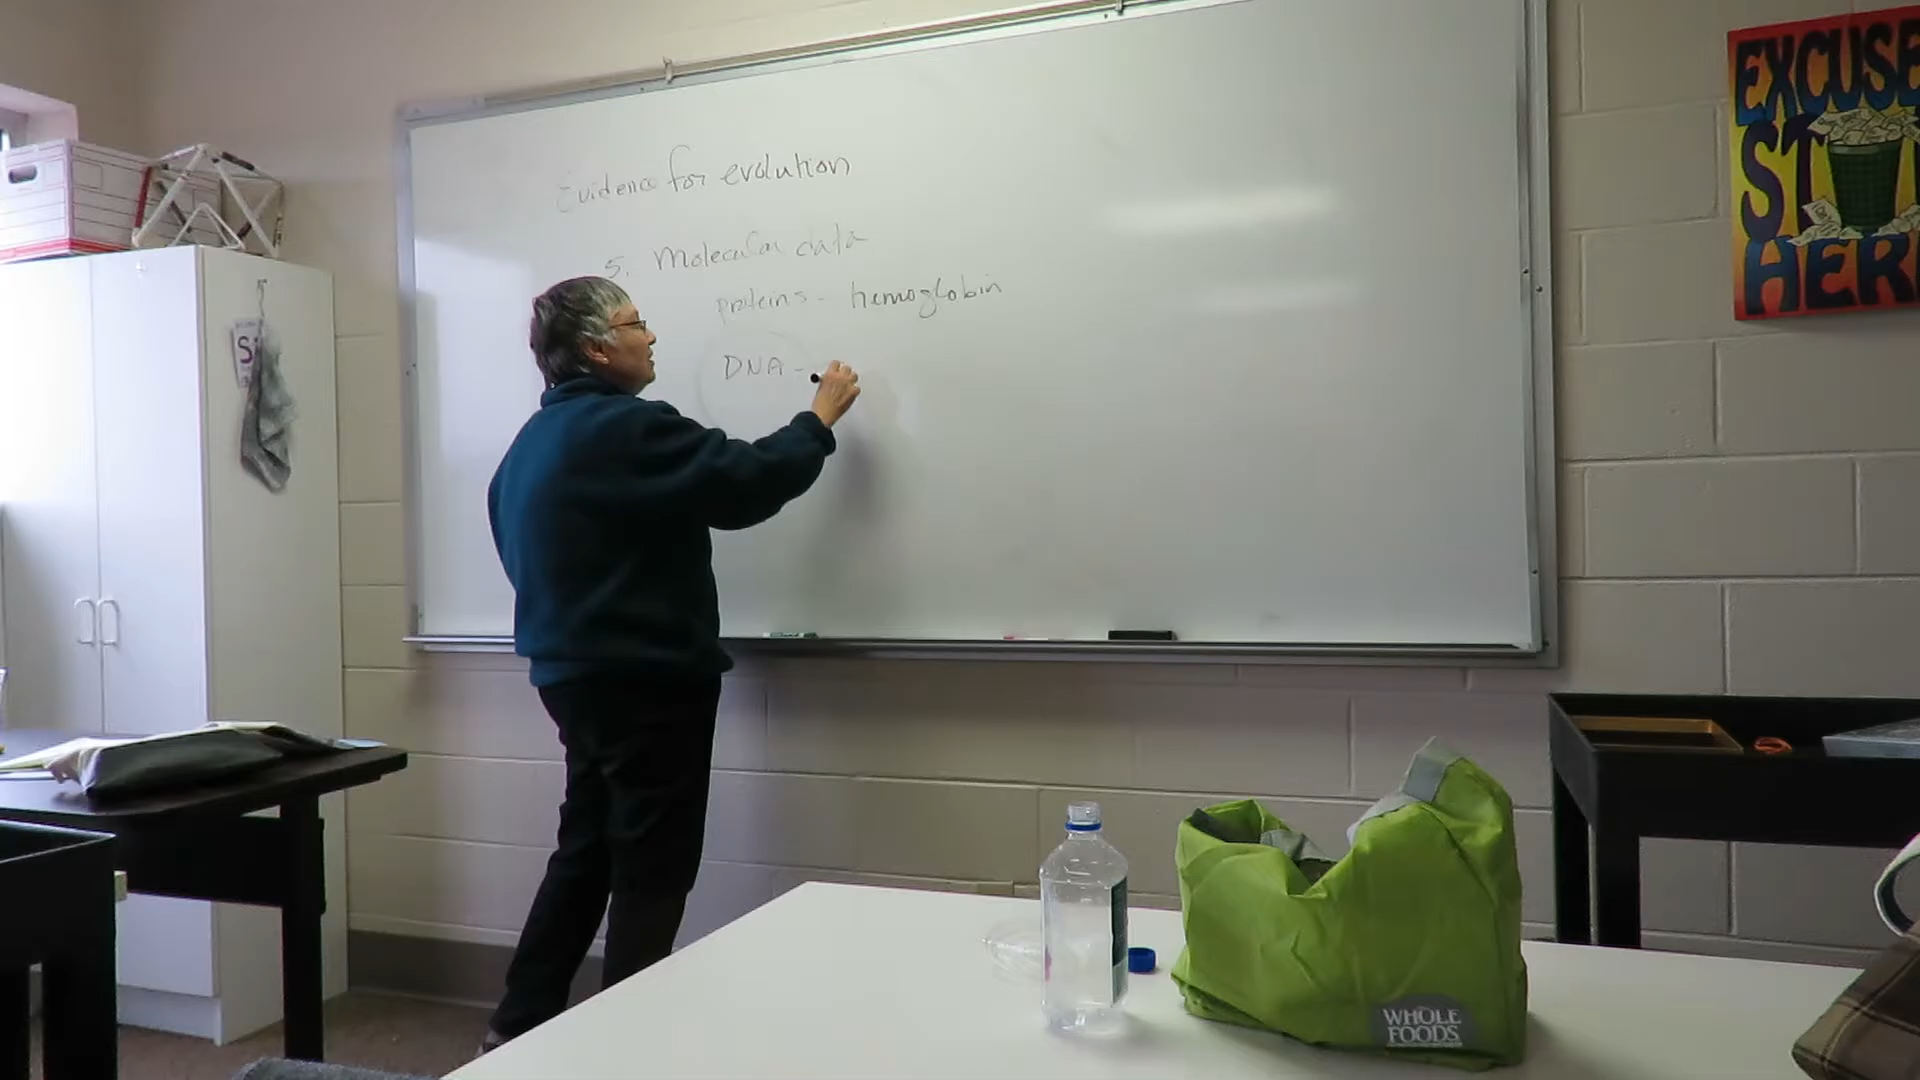 Evidence for evolution
5. Molecular data
proteins - hemoglobin
DNA -
EXCUSE
ST
HER
S
WHOLE
FOODS